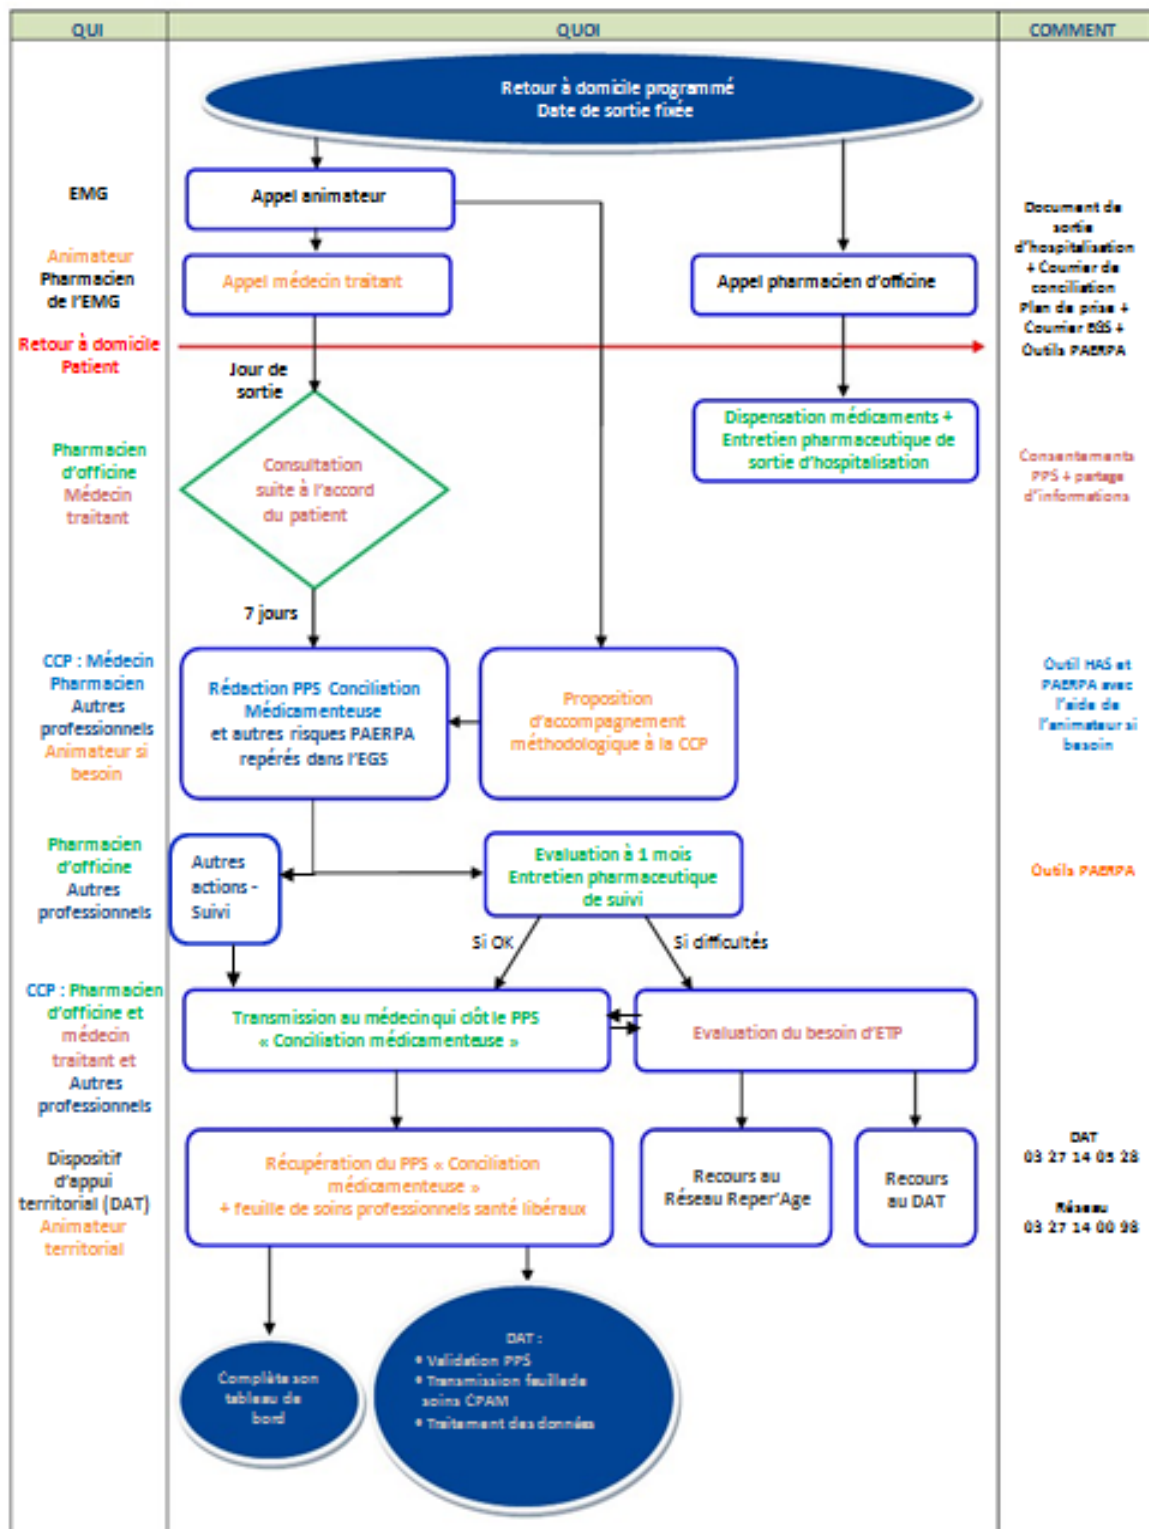 QUI
QUOI
COMMENT
Retour à domicile programmé
Date de sortie fixée
EMG
Appel animateur
Document de
sortie
d'hospitalisation
+ Courrier de
conciliation
Plan de prise +
Courrier EGS +
Outils PAERPA
Animateur
Pharmacien
de l'EMG
Appel médecin traitant
Appel pharmacien d'officine
Retour à domicile
Patient
Jour de
sortie
Pharmacien
d'officine
Médecin
traitant
Consultation
suite à l'accord
du patient
Dispensation médicaments +
Entretien pharmaceutique de
sortie d'hospitalisation
Consentements
PPS + partage
d'informations
7 jours
CCP : Médecin
Pharmacien
Autres
professionnels
Animateur si
besoin
Rédaction PPS Conciliation
Médicamenteuse
et autres risques PAERPA
repérés dans l'EGS
Proposition
d'accompagnement
méthodologique à la CCP
Outil HAS et
PAERPA avec
l'aide de
l'animateur si
besoin
Pharmacien
d'officine
Autres
professionnels
Autres
actions -
Suivi
Evaluation à 1 mois
Entretien pharmaceutique
de suivi
Outils PAERPA
Si OK
Si difficultés
CCP : Pharmacien
d'officine et
médecin
traitant et
Autres
professionnels
Transmission au médecin qui clôt le PPS
« Conciliation médicamenteuse »
Evaluation du besoin d'ETP
Dispositif
d'appui
territorial (DAT)
Animateur
territorial
Récupération du PPS « Conciliation
médicamenteuse »
+ feuille de soins professionnels santé libéraux
Recours au
Réseau Reper'Age
Recours
au DAT
DAT
03 27 14 05 28
Réseau
03 27 14 00 98
Complète son
tableau de
bord
DAT :
• Validation PPS
• Transmission feuille de
soins CPAM
• Traitement des données